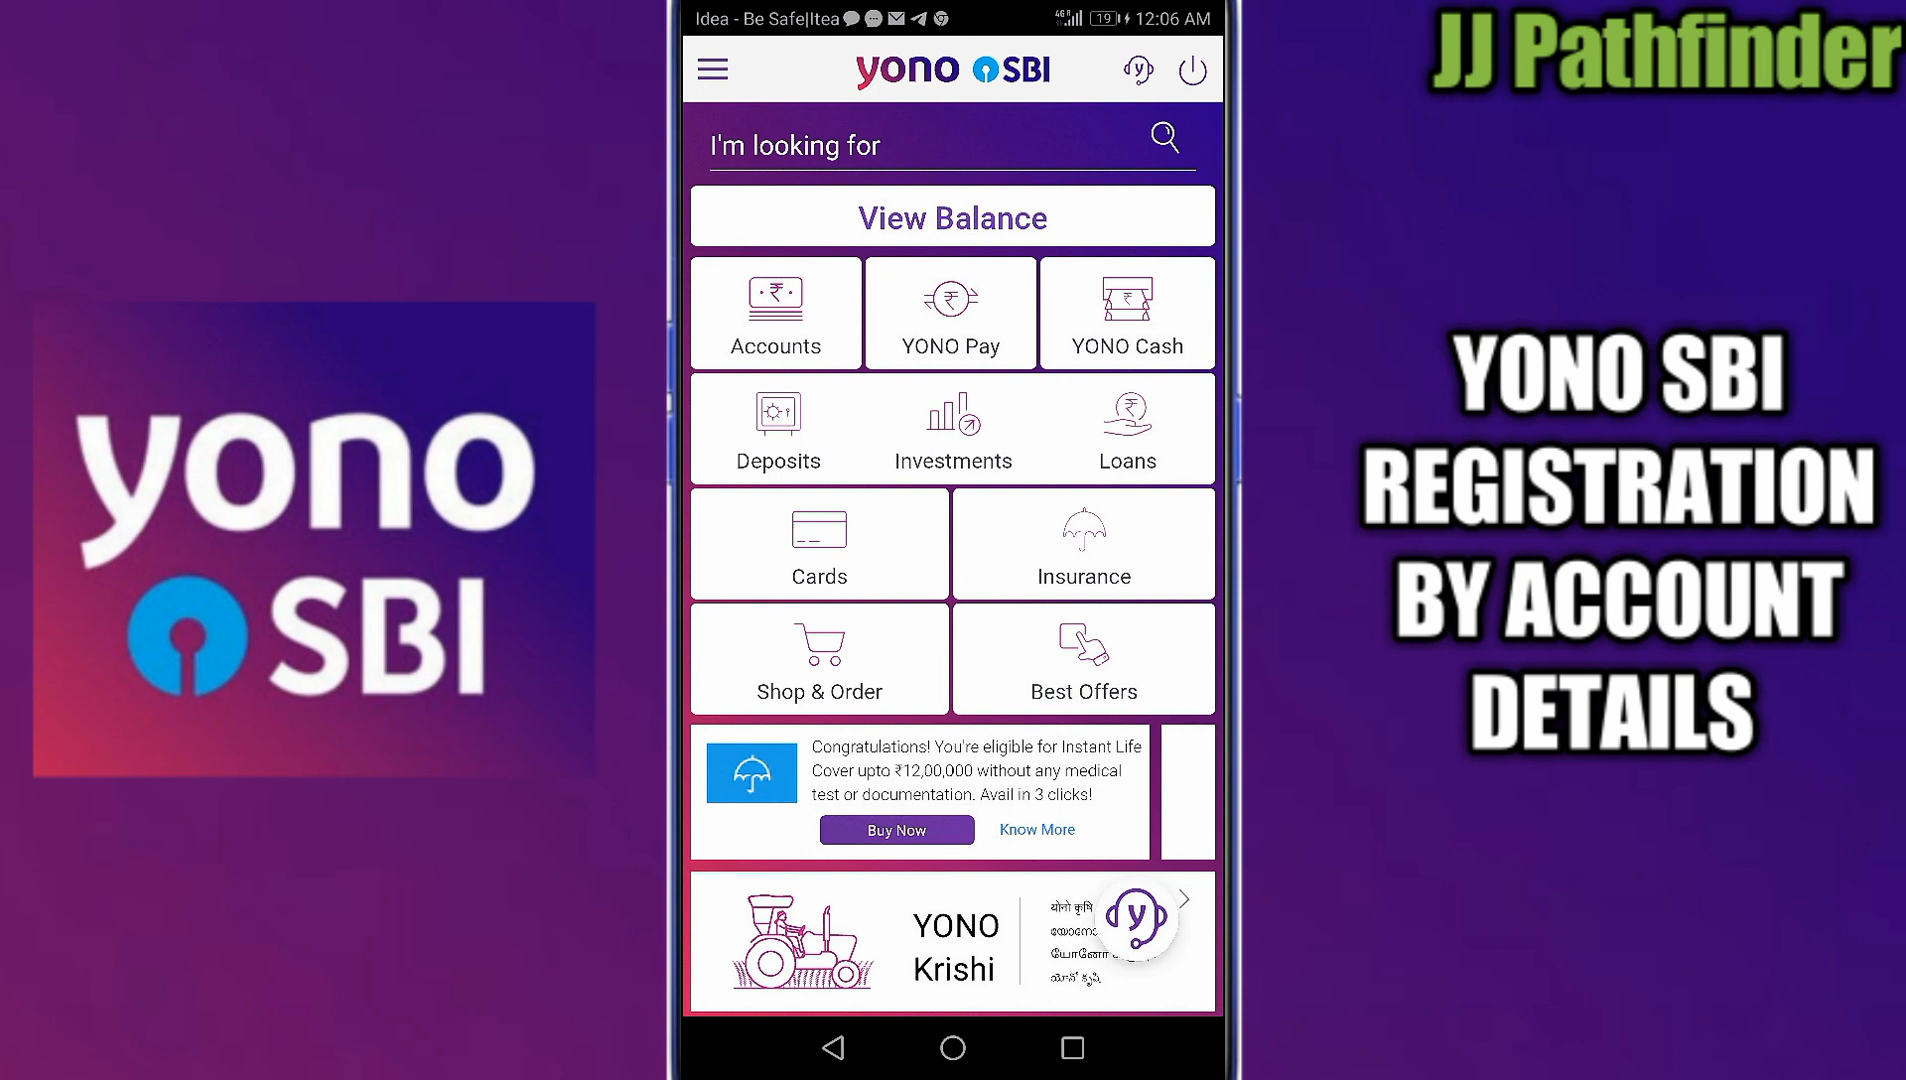 Idea - Be Safe|Itea
4G
19
12:06 AM
JJ Pathfinder
yono SBI
I'm looking for
View Balance
Accounts
YONO Pay
YONO Cash
Deposits
Investments
Loans
Cards
Insurance
Shop & Order
Best Offers
Congratulations! You're eligible for Instant Life
Cover upto ₹12,00,000 without any medical
test or documentation. Avail in 3 clicks!
Buy Now
Know More
YONO
Krishi
योनो कृषि
yono
SBI
YONO SBI
REGISTRATION
BY ACCOUNT
DETAILS